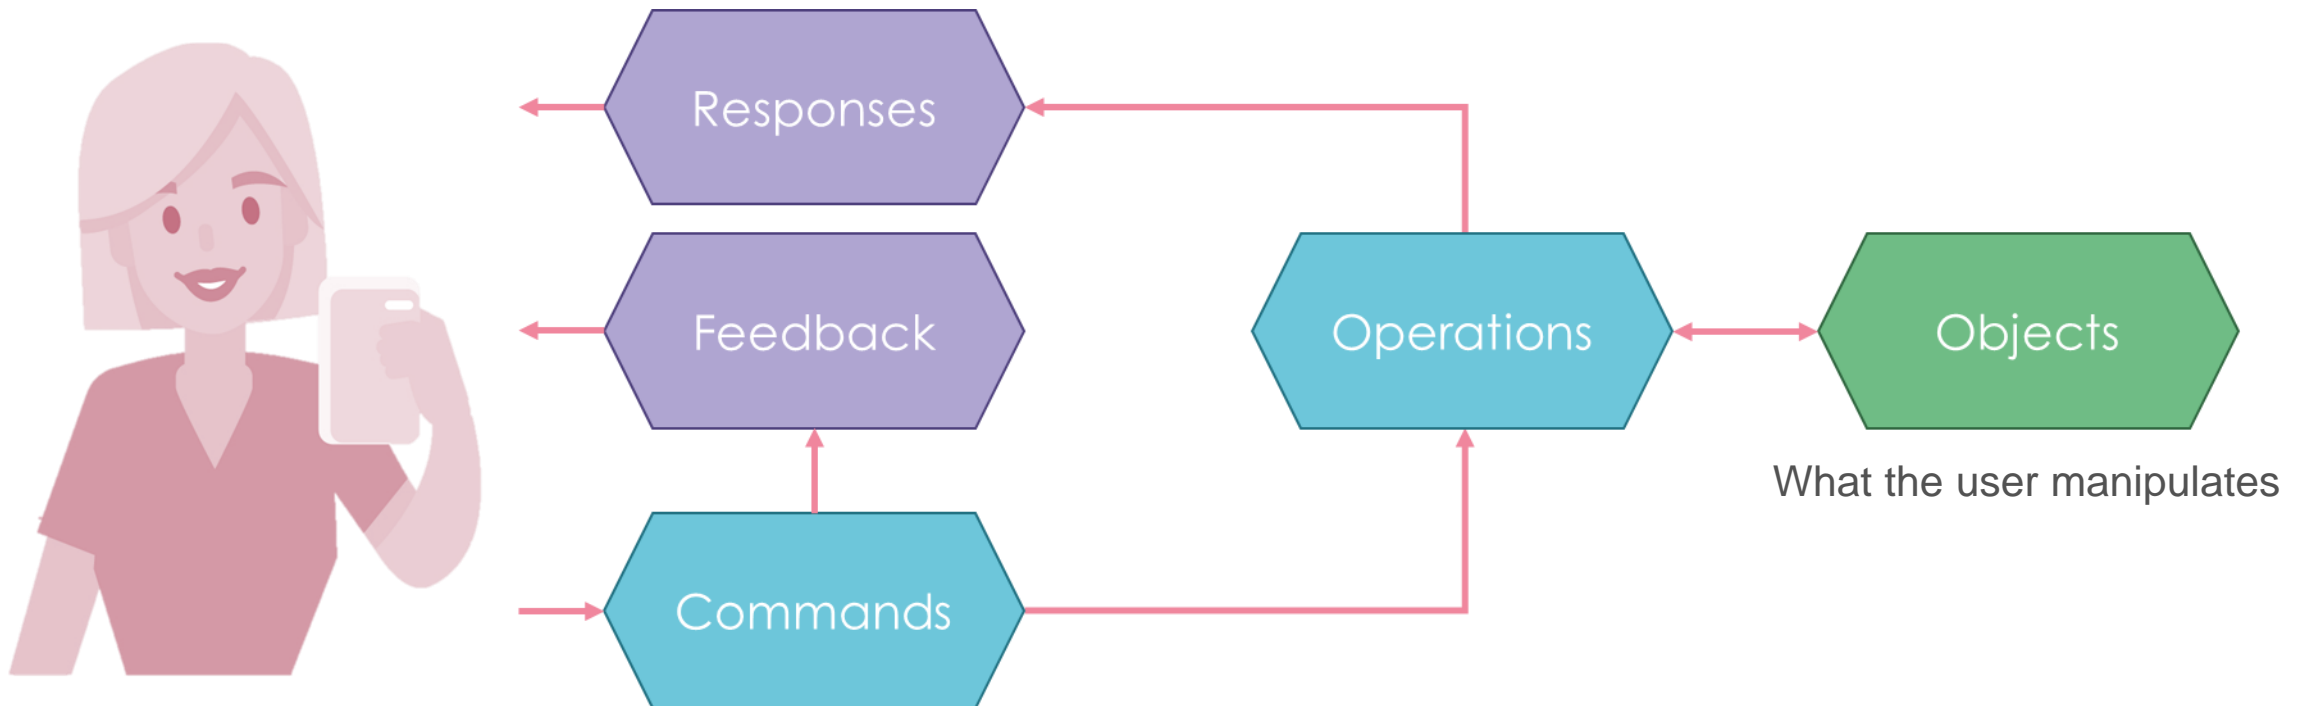 Responses
Feedback
Operations
Objects
What the user manipulates
Commands